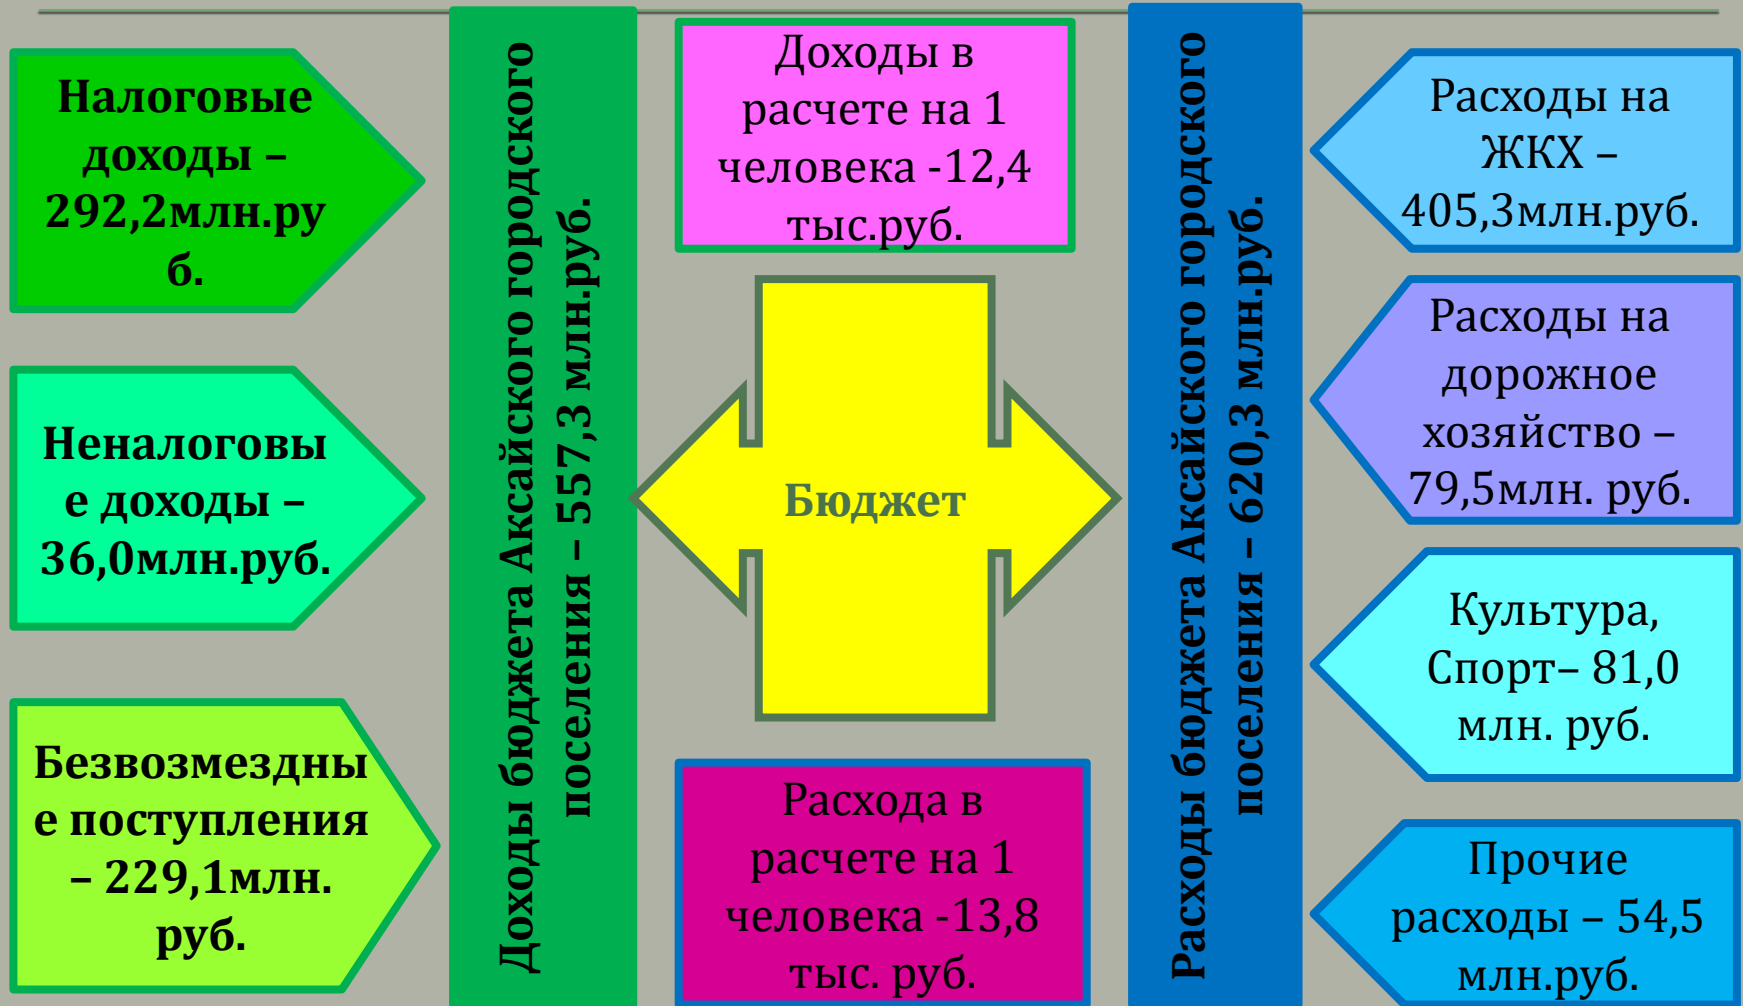 Налоговые
доходы –
292,2млн.ру
б.
Неналоговы
е доходы –
36,0млн.руб.
Безвозмездны
е поступления
– 229,1млн.
руб.
Доходы бюджета Аксайского городского
поселения – 557,3 млн.руб.
Доходы в
расчете на 1
человека -12,4
тыс.руб.
Бюджет
Расхода в
расчете на 1
человека -13,8
тыс. руб.
Расходы бюджета Аксайского городского
поселения – 620,3 млн.руб.
Расходы на
ЖКХ –
405,3млн.руб.
Расходы на
дорожное
хозяйство –
79,5млн. руб.
Культура,
Спорт– 81,0
млн. руб.
Прочие
расходы – 54,5
млн.руб.